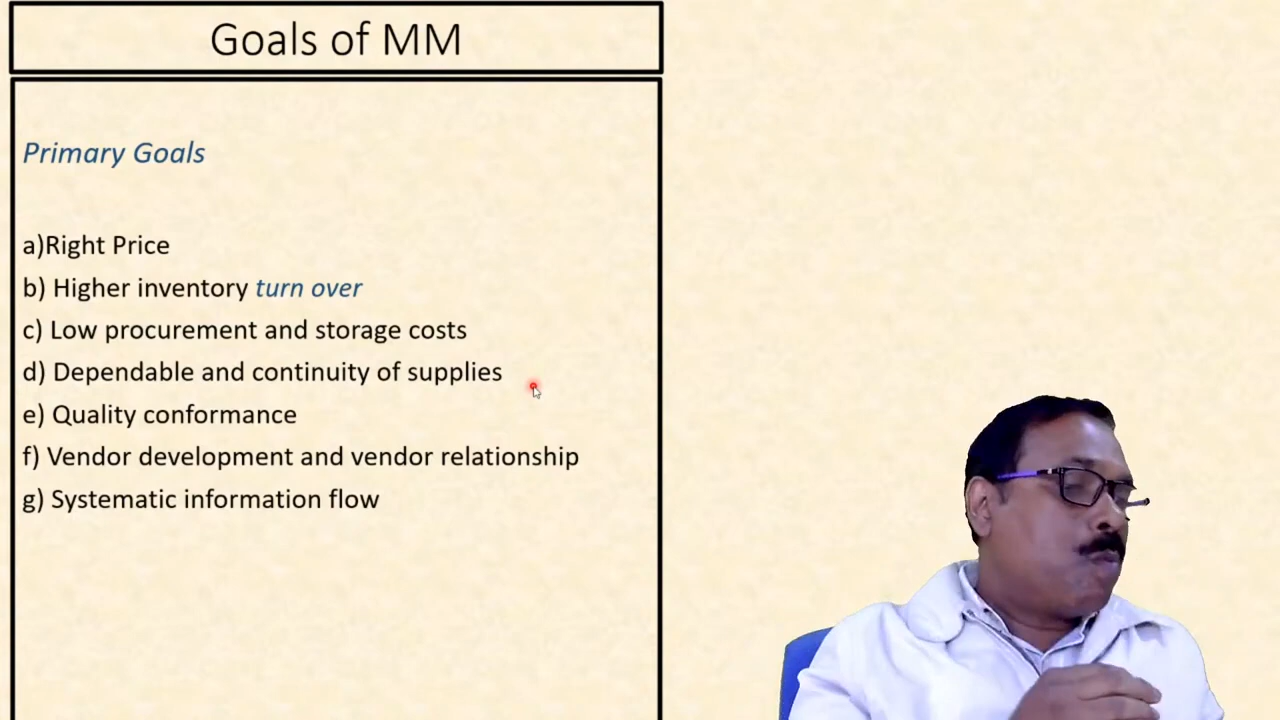 Goals of MM
Primary Goals
a)Right Price
b) Higher inventory turn over
c) Low procurement and storage costs
d) Dependable and continuity of supplies
e) Quality conformance
f) Vendor development and vendor relationship
g) Systematic information flow